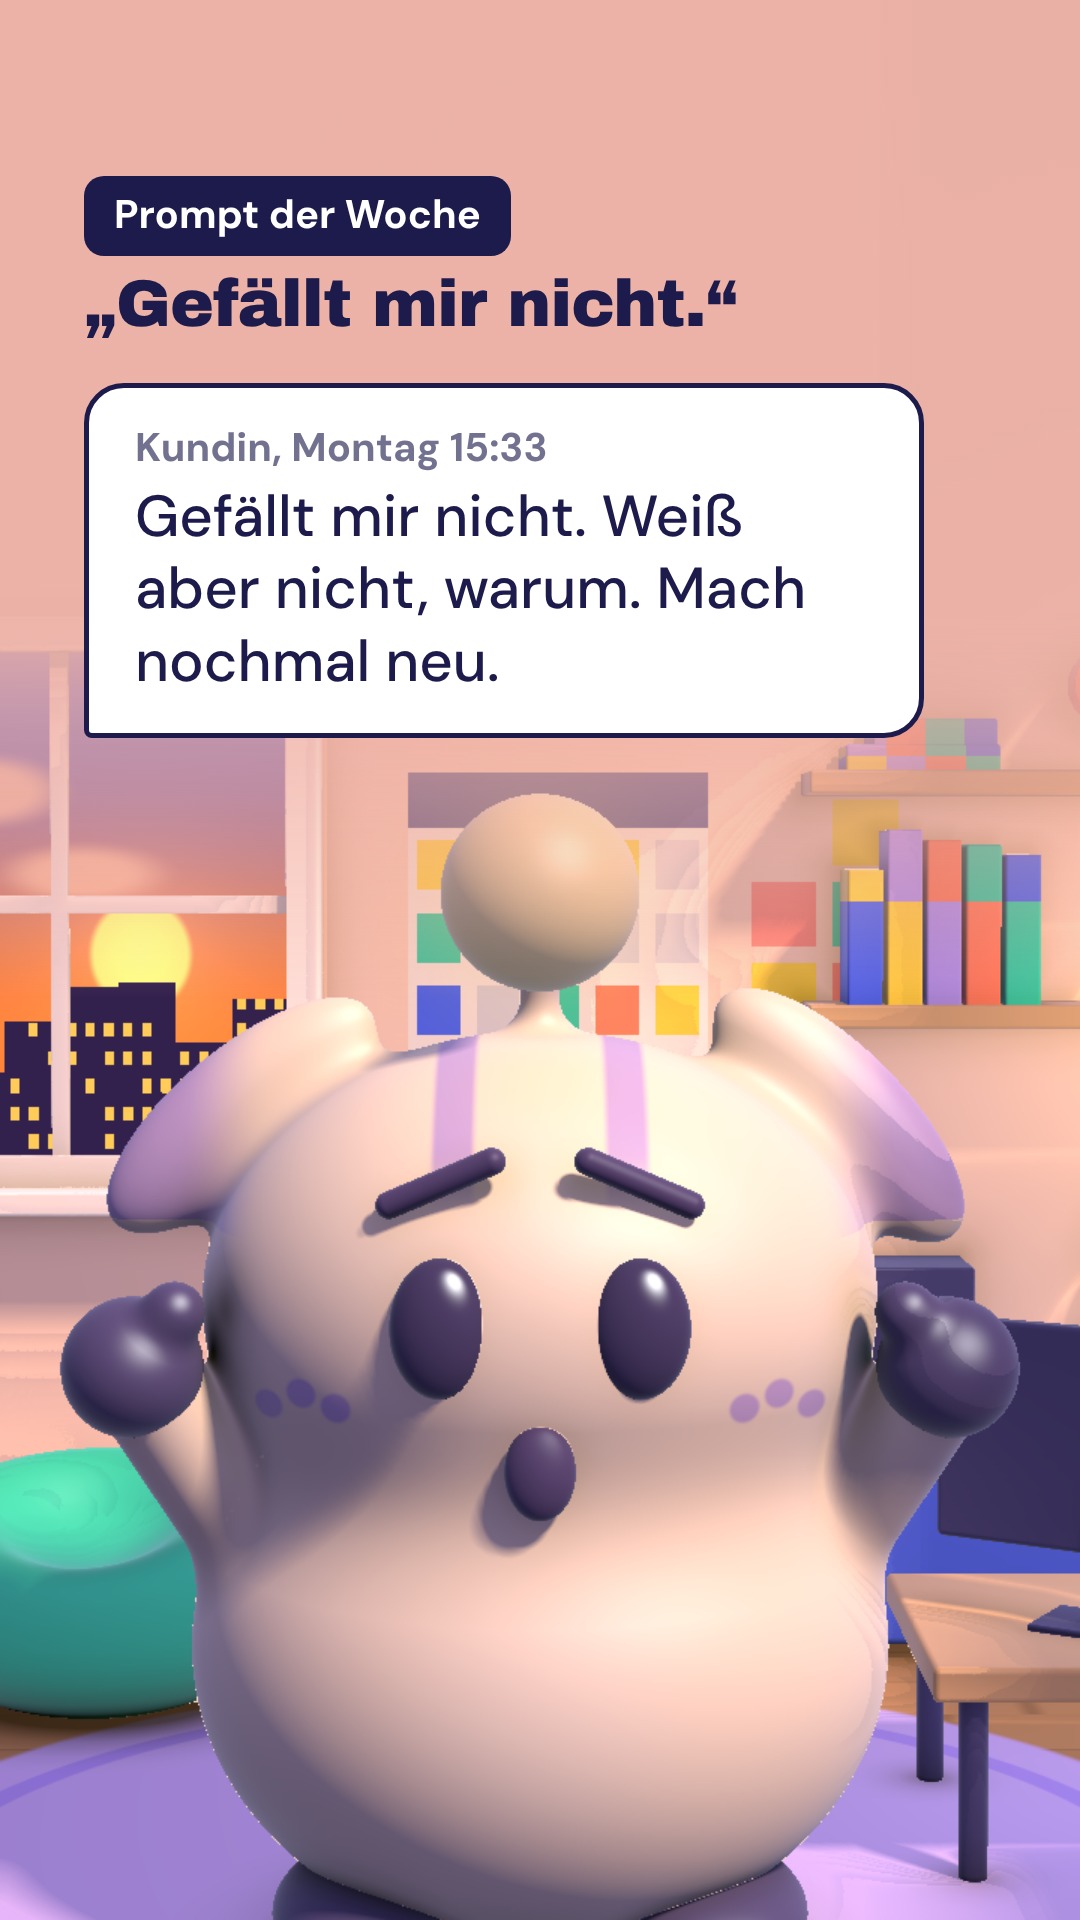 Prompt der Woche
„Gefällt mir nicht.“
Kundin, Montag 15:33
Gefällt mir nicht. Weiß
aber nicht, warum. Mach
nochmal neu.